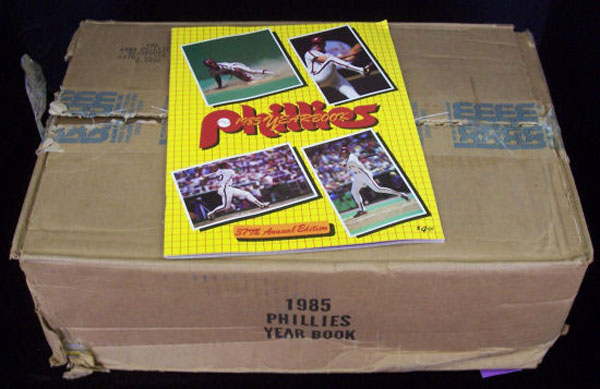 1985 YEARBOOK
Phillies
37th Annual Edition
1985
PHILLIES
YEAR BOOK